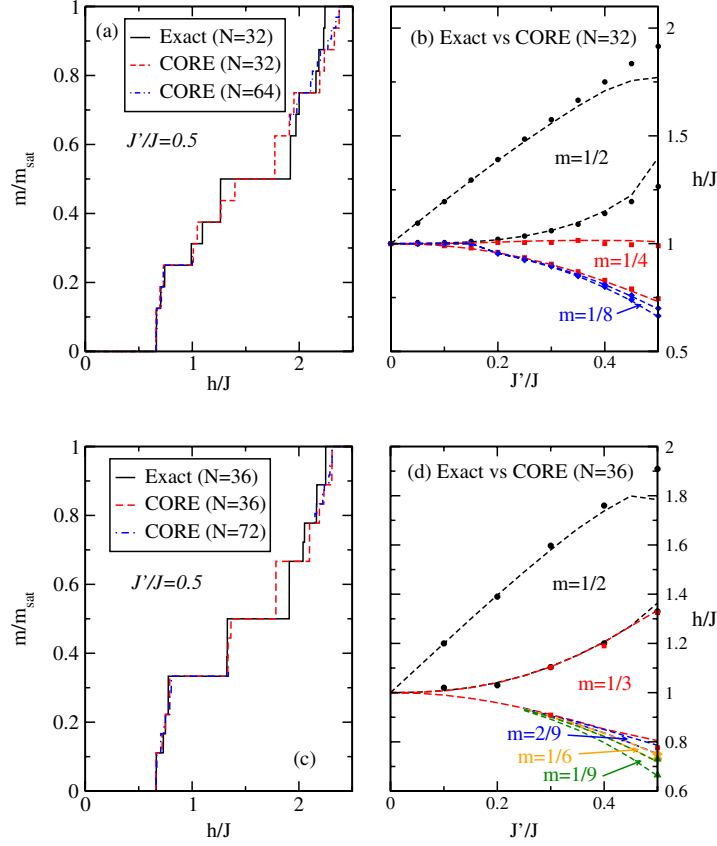 (a)
Exact (N=32)
CORE (N=32)
CORE (N=64)
J'/J=0.5
m/m_sat
1
0.8
0.6
0.4
0.2
0
0 1 2
h/J
(b) Exact vs CORE (N=32)
m=1/2
m=1/4
m=1/8
2
1.5
h/J
1
0.5
0 0.2 0.4
J'/J
Exact (N=36)
CORE (N=36)
CORE (N=72)
J'/J=0.5
(c)
m/m_sat
1
0.8
0.6
0.4
0.2
0
0 1 2
h/J
(d) Exact vs CORE (N=36)
m=1/2
m=1/3
m=2/9
m=1/6
m=1/9
2
1.8
1.6
1.4
h/J
1.2
1
0.8
0.6
0 0.2 0.4
J'/J